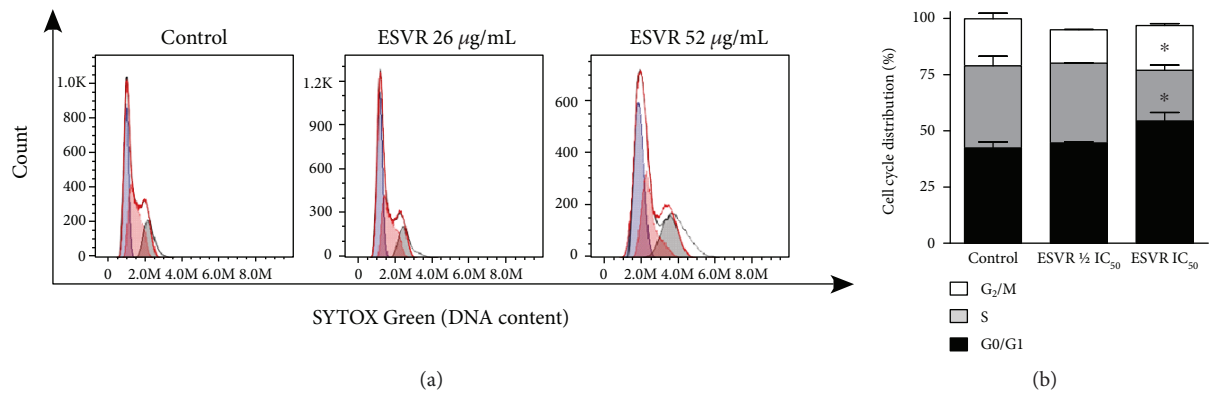 Control
ESVR 26 µg/mL
ESVR 52 µg/mL
Count
1.0K
800
600
400
200
0
0 2.0M 4.0M 6.0M 8.0M
1.2K
900
600
300
0
0 2.0M 4.0M 6.0M 8.0M
600
400
200
0
0 2.0M 4.0M 6.0M 8.0M
SYTOX Green (DNA content)
(a)
Cell cycle distribution (%)
100
75
50
25
0
*
*
Control ESVR ½ IC₅₀ ESVR IC₅₀
G₂/M
S
G0/G1
(b)